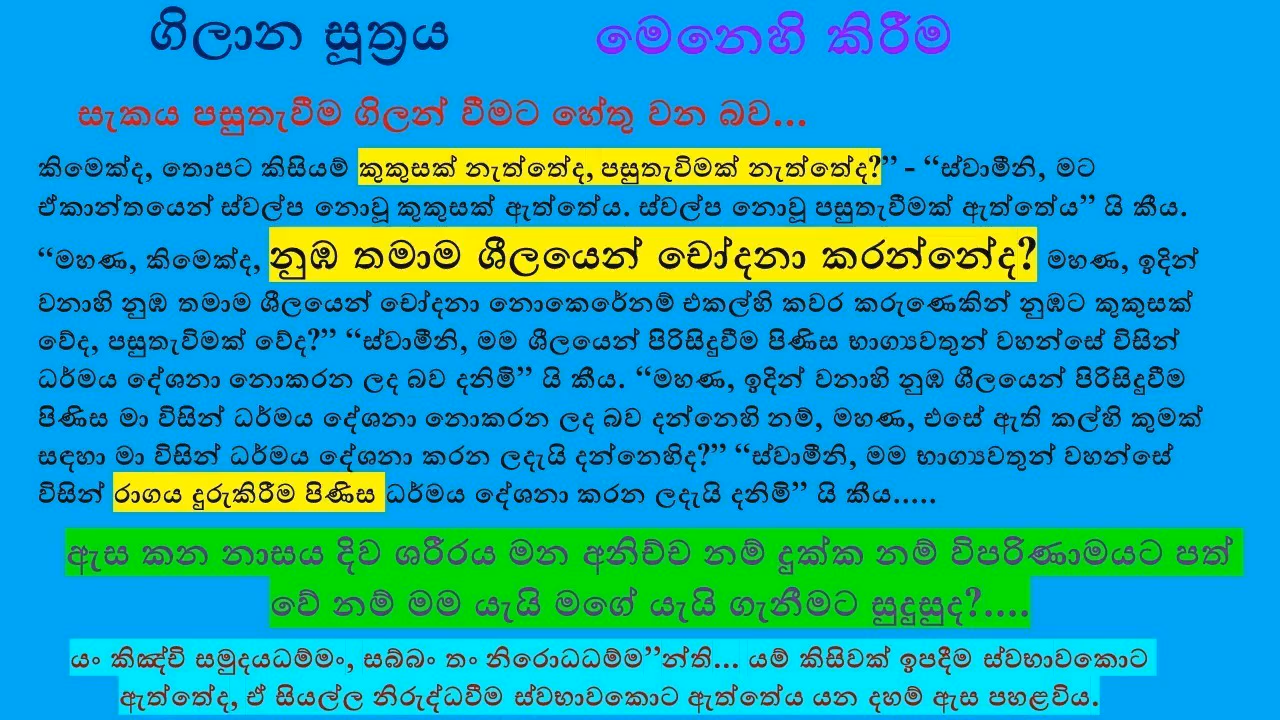 ගිලාන සූත්‍රය මෙනෙහි කිරීම
සැකය පසුතැවීම ගිලන් වීමට හේතු වන බව...
කිමෙක්ද, තොපට කිසියම් කුකුසක් නැත්තේද, පසුතැවිමක් නැත්තේද?” - “ස්වාමීනි, මට
ඒකාන්තයෙන් ස්වල්ප නොවූ කුකුසක් ඇත්තේය. ස්වල්ප නොවූ පසුතැවීමක් ඇත්තේය” යි කීය.
“මහණ, කිමෙක්ද, නුඹ තමාම ශීලයෙන් චෝදනා කරන්නේද? මහණ, ඉදින්
වනාහි නුඹ තමාම ශීලයෙන් චෝදනා නොකෙරේනම් එකල්හි කවර කරුණෙකින් නුඹට කුකුසක්
වේද, පසුතැවිමක් වේද?” “ස්වාමීනි, මම ශීලයෙන් පිරිසිදුවීම පිණිස භාග්‍යවතුන් වහන්සේ විසින්
ධර්මය දේශනා නොකරන ලද බව දනිමි” යි කීය. “මහණ, ඉදින් වනාහි නුඹ ශීලයෙන් පිරිසිදුවීම
පිණිස මා විසින් ධර්මය දේශනා නොකරන ලද බව දන්නෙහි නම්, මහණ, එසේ ඇති කල්හි කුමක්
සඳහා මා විසින් ධර්මය දේශනා කරන ලදැයි දන්නෙහිද?” “ස්වාමීනි, මම භාග්‍යවතුන් වහන්සේ
විසින් රාගය දුරුකිරීම පිණිස ධර්මය දේශනා කරන ලදැයි දනිමි” යි කීය.....
ඇස කන නාසය දිව ශරීරය මන අනිච්ච නම් දුක්ක නම් විපරිණාමයට පත්
වේ නම් මම යැයි මගේ යැයි ගැනීමට සුදුසුද?....
යං කිඤ්චි සමුදයධම්මං, සබ්බං තං නිරොධධම්ම”න්ති... යම් කිසිවක් ඉපදීම ස්වභාවකොට
ඇත්තේද, ඒ සියල්ල නිරුද්ධවීම ස්වභාවකොට ඇත්තේය යන දහම් ඇස පහළවිය.